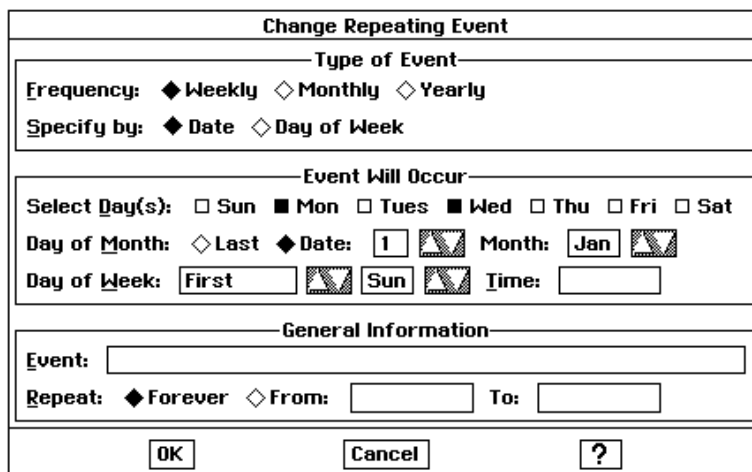 Change Repeating Event
Type of Event
Frequency: Weekly Monthly Yearly
Specify by: Date Day of Week
Event Will Occur
Select Day(s): Sun Mon Tues Wed Thu Fri Sat
Day of Month: Last Date: 1 Month: Jan
Day of Week: First Sun Time:
General Information
Event:
Repeat: Forever From: To:
OK Cancel ?